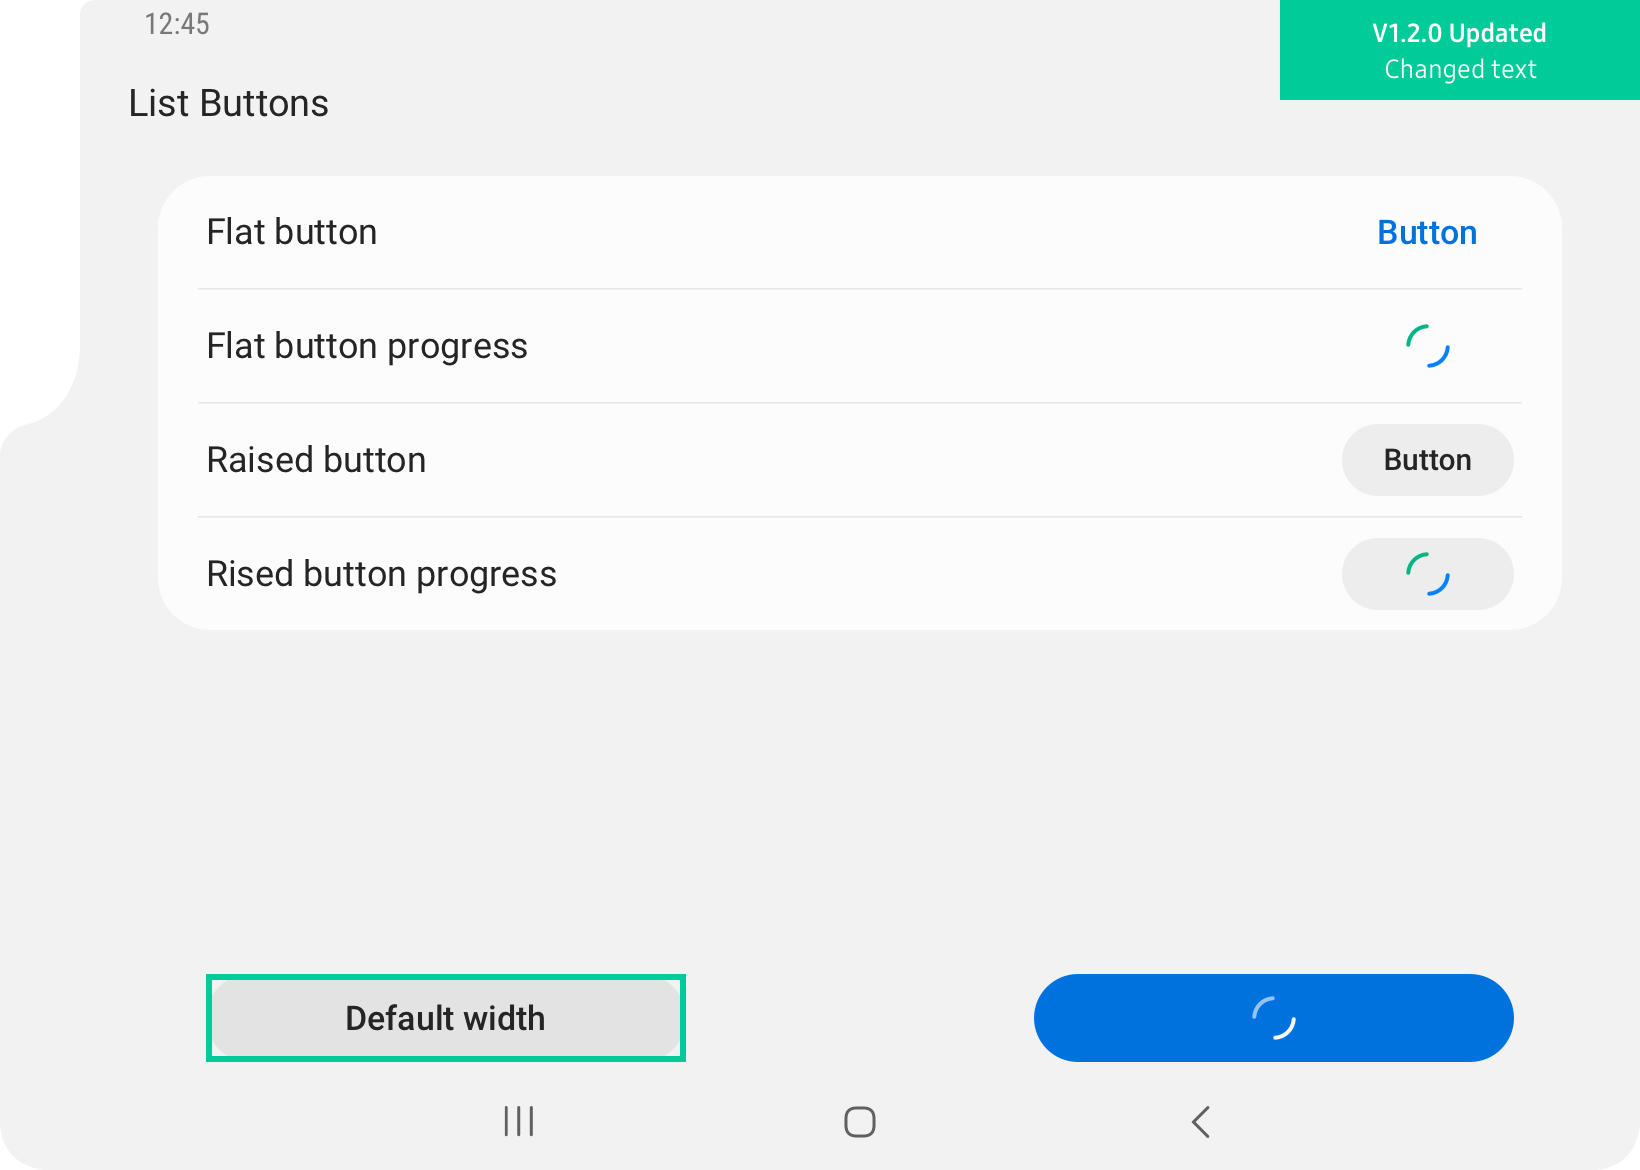 12:45
V1.2.0 Updated
Changed text
List Buttons
Flat button
Button
Flat button progress
Raised button
Button
Rised button progress
Default width